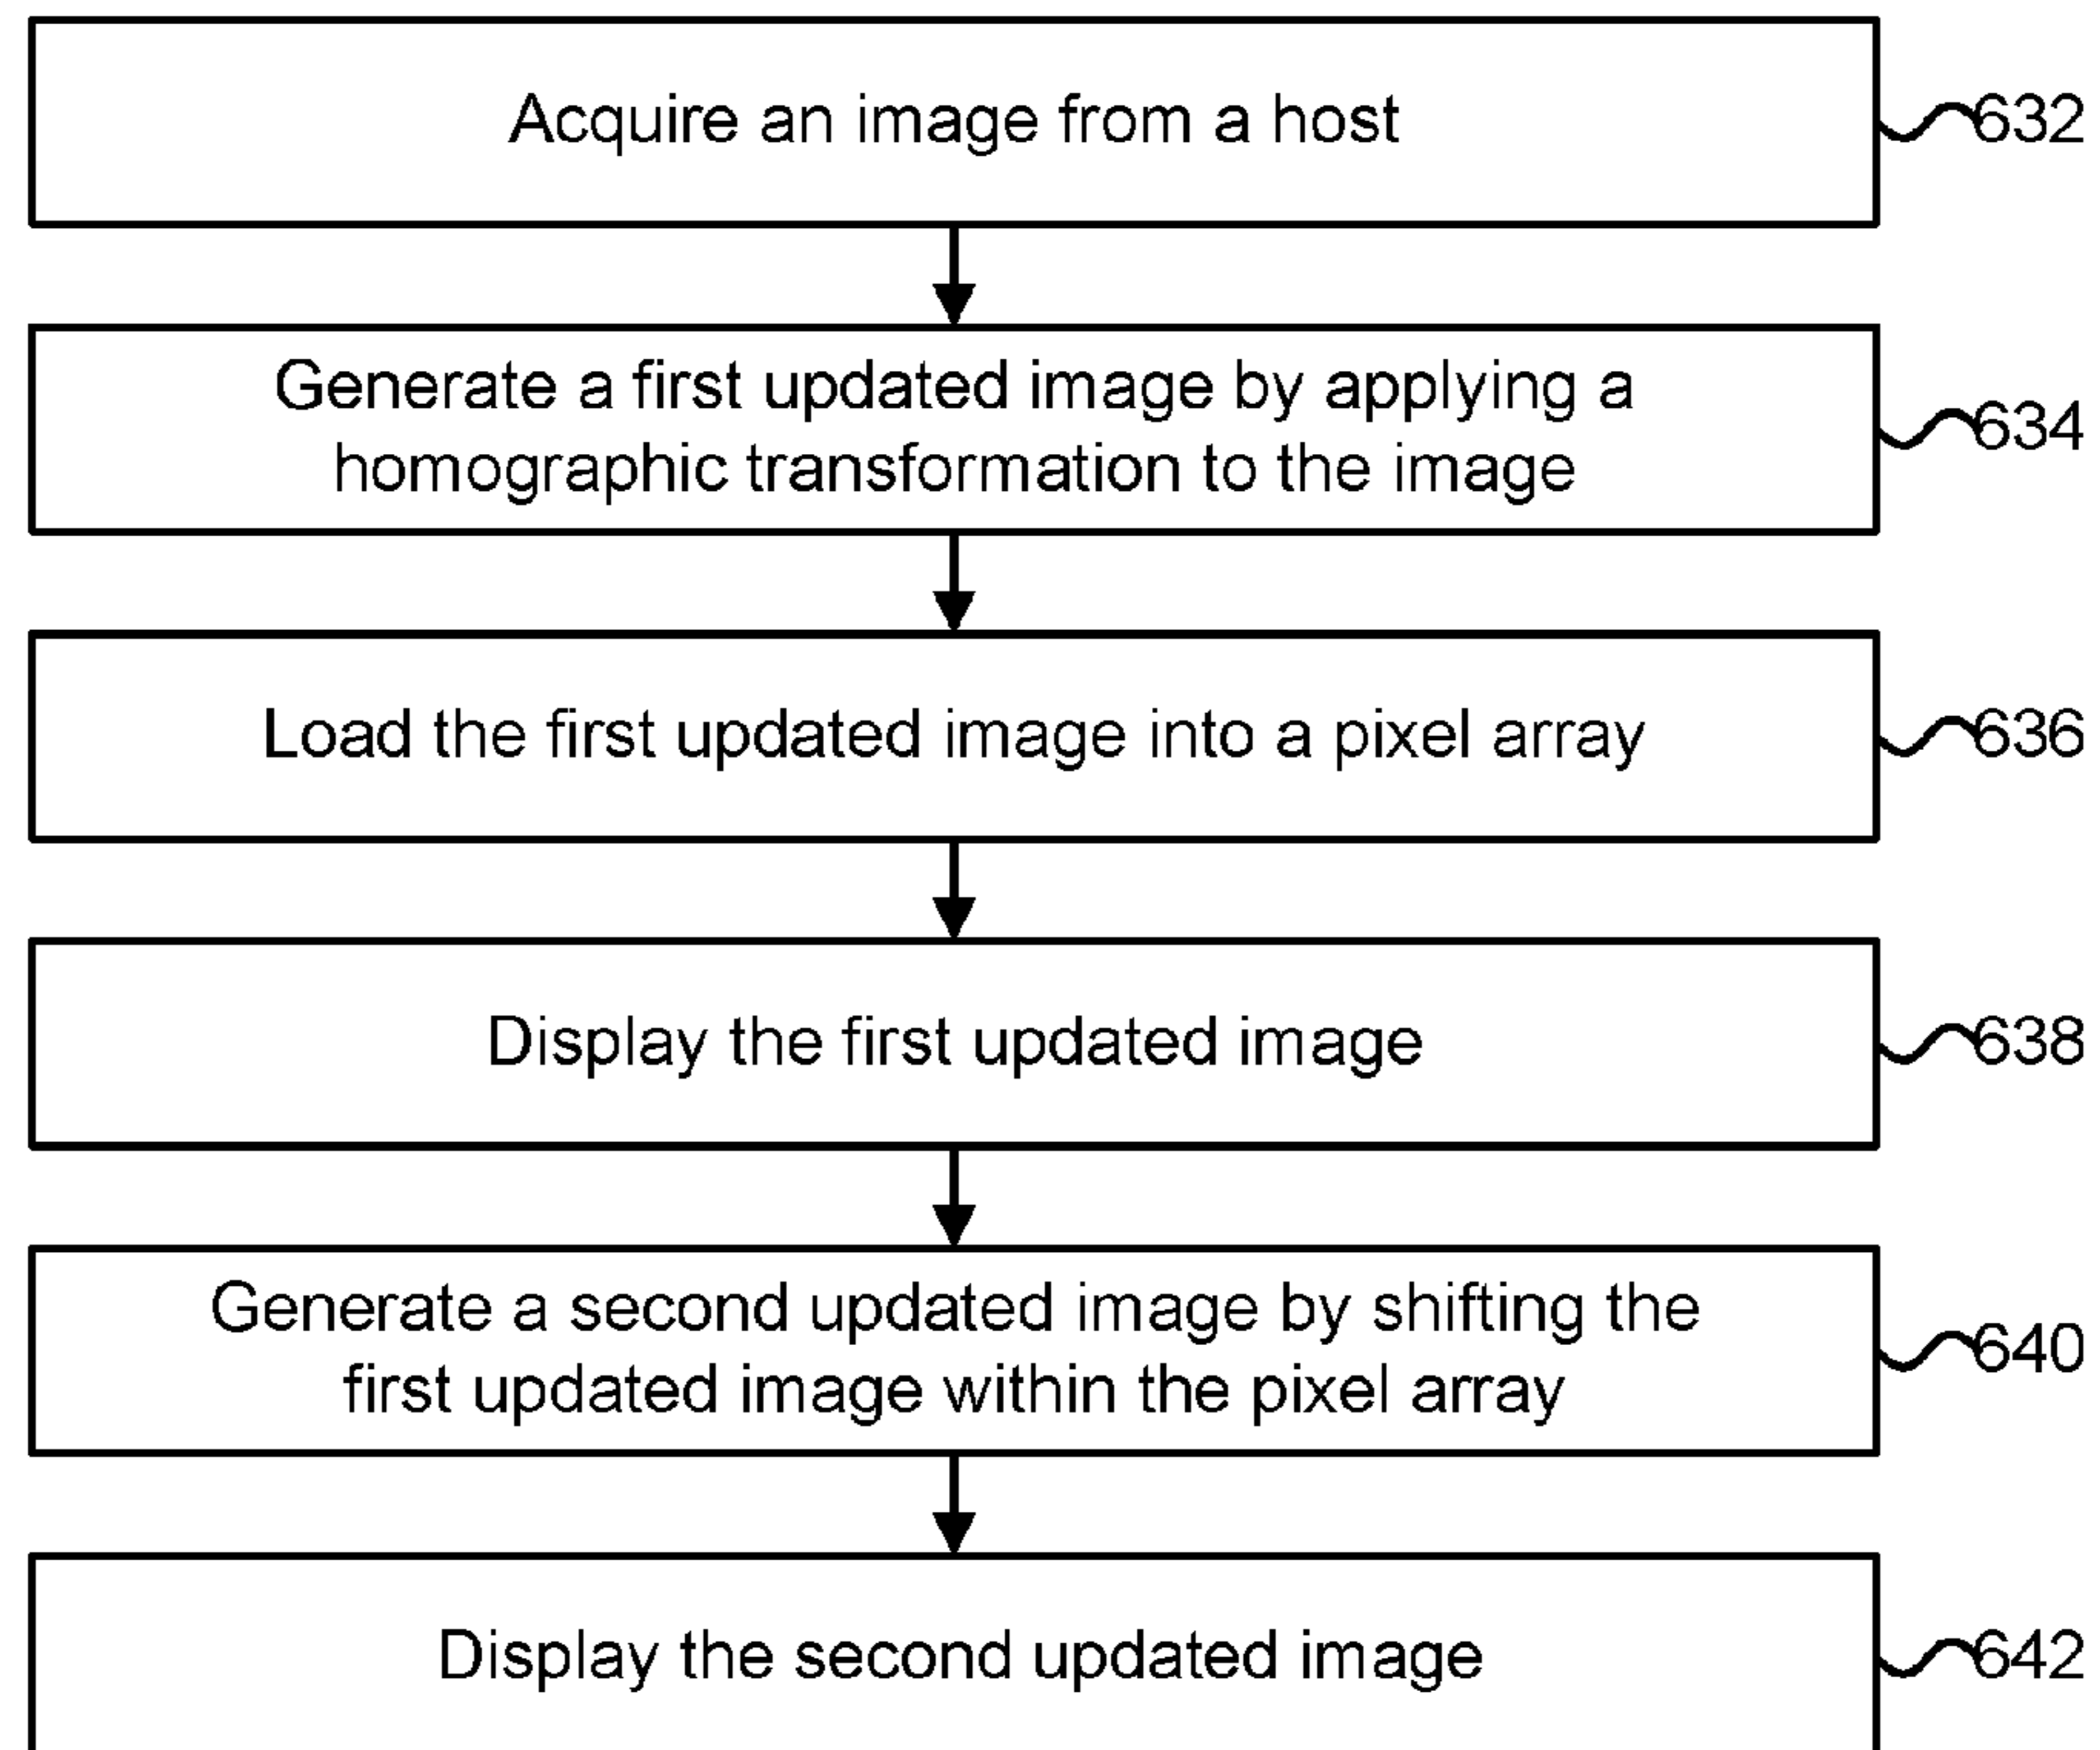 Acquire an image from a host
632
Generate a first updated image by applying a
homographic transformation to the image
634
Load the first updated image into a pixel array
636
Display the first updated image
638
Generate a second updated image by shifting the
first updated image within the pixel array
640
Display the second updated image
642